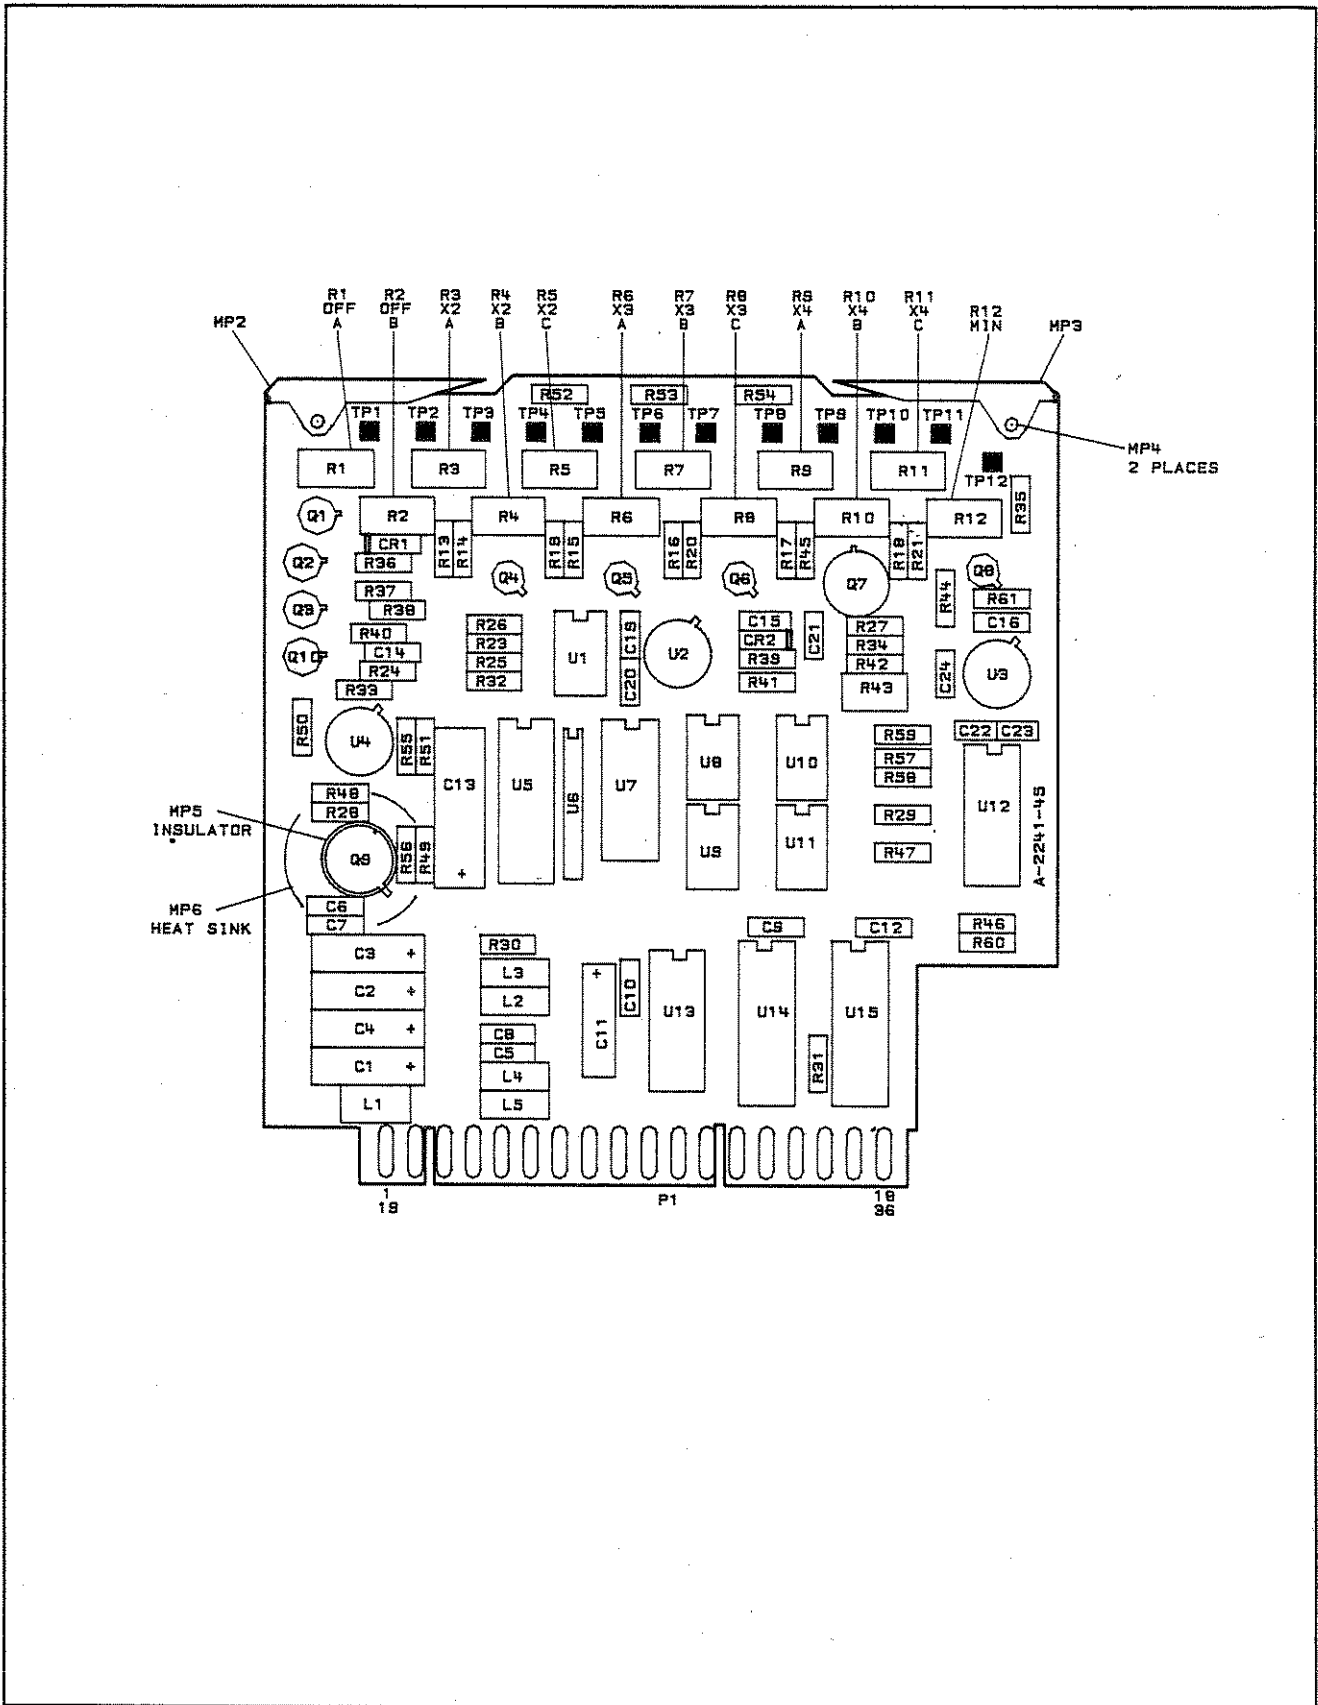 R1 OFF A
R2 OFF B
R3 X2 A
R4 X2 B
R5 X2 C
R6 X3 A
R7 X3 B
R8 X3 C
R9 X4 A
R10 X4 B
R11 X4 C
R12 MIN
MP2
MP3
R52 R53 R54
TP1 TP2 TP3 TP4 TP5 TP6 TP7 TP8 TP9 TP10 TP11
MP4
2 PLACES
R1 R3 R5 R7 R9 R11
TP12
R35
Q1 R2 R4 R6 R8 R10 R12
R13 R14 R18 R15 R16 R20 R17 R45 R19 R21
CR1
Q2 R36
Q4 Q5 Q6 Q7 Q8
R37 R44 R61
Q3 R38
C16
R26 C19 C15 C21 R27
R40 R23 CR2 R34
Q10 C14 U1 U2 R39 R42
R24 R25 C20 C24 U3
R33 R32 R41 R43
R50
U4 R55 R51
C22 C23
R59
C13 U5 U6 U7 U8 U10 R57
R58
U12
R48
R28
MP5
INSULATOR
R29
A-2241-45
Q9 R56 R49 U9 U11 R47
+
MP6
HEAT SINK
C6
C7
C9 C12 R46
R60
C3 + R30
L3
C2 + L2
+ C10 U13 U14 U15
C4 + C8 C11
C5
C1 + L4 R31
L1 L5
1
19
P1
18
36